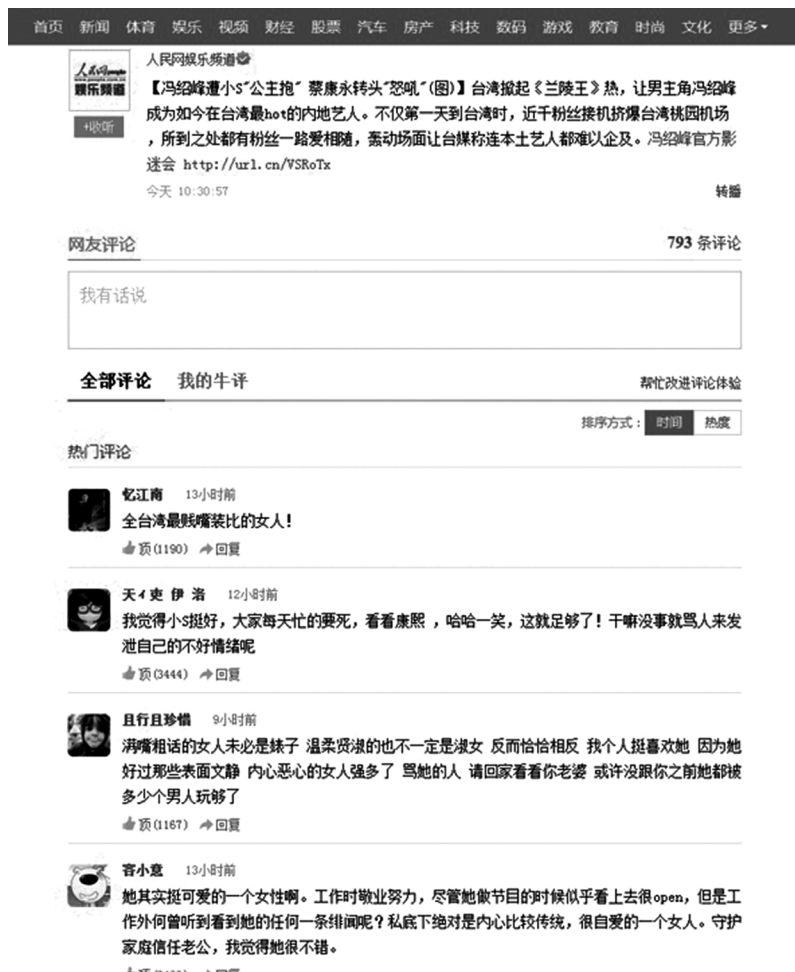 首页 新闻 体育 娱乐 视频 财经 股票 汽车 房产 科技 数码 游戏 教育 时尚 文化 更多
人民网
www.people.com.cn
娱乐频道
+收听
人民网娱乐频道
【冯绍峰遭小S"公主抱" 蔡康永转头"怒吼"(图)】台湾掀起《兰陵王》热，让男主角冯绍峰
成为如今在台湾最hot的内地艺人。不仅第一天到台湾时，近千粉丝接机挤爆台湾桃园机场
，所到之处都有粉丝一路爱相随，轰动场面让台媒称连本土艺人都难以企及。冯绍峰官方影
迷会 http://url.cn/VSRoTx
今天 10:30:57 转播
网友评论 793 条评论
我有话说
全部评论 我的牛评 帮忙改进评论体验
排序方式： 时间 热度
热门评论
忆江南 13小时前
全台湾最贱嘴装比的女人！
顶(1190) 回复
天イ吏 伊 洛 12小时前
我觉得小S挺好，大家每天忙的要死，看看康熙 ，哈哈一笑，这就足够了！干嘛没事就骂人来发
泄自己的不好情绪呢
顶(3444) 回复
且行且珍惜 9小时前
满嘴粗话的女人未必是婊子 温柔贤淑的也不一定是淑女 反而恰恰相反 我个人挺喜欢她 因为她
好过那些表面文静 内心恶心的女人强多了 骂她的人 请回家看看你老婆 或许没跟你之前她都被
多少个男人玩够了
顶(1167) 回复
容小意 13小时前
她其实挺可爱的一个女性啊。工作时敬业努力，尽管她做节目的时候似乎看上去很open，但是工
作外何曾听到看到她的任何一条绯闻呢？私底下绝对是内心比较传统，很自爱的一个女人。守护
家庭信任老公，我觉得她很不错。